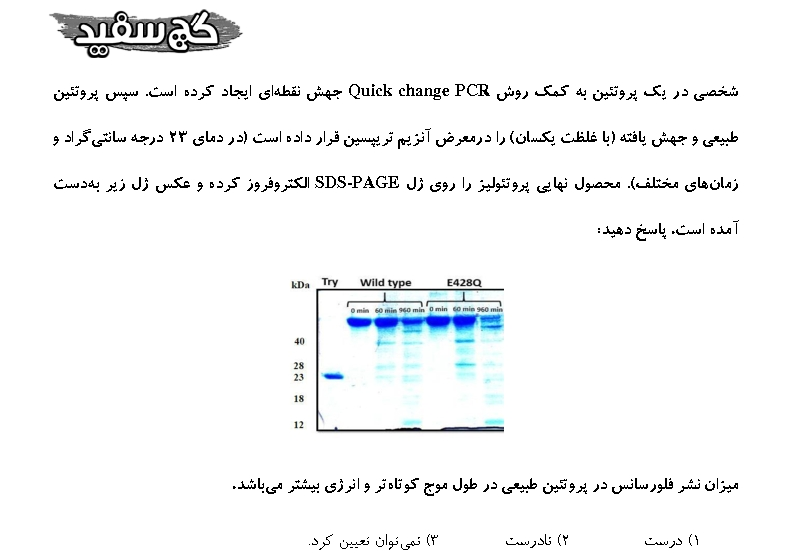 گچ سفید
شخصی در یک پروتئین به کمک روش Quick change PCR جهش نقطه‌ای ایجاد کرده است. سپس پروتئین
طبیعی و جهش یافته (با غلظت یکسان) را درمعرض آنزیم تریپسین قرار داده است (در دمای ۲۳ درجه سانتی‌گراد و
زمان‌های مختلف). محصول نهایی پروتئولیز را روی ژل SDS-PAGE الکتروفروز کرده و عکس ژل زیر به‌دست
آمده است. پاسخ دهید:
kDa Try Wild type E428Q
0 min 60 min 960 min 0 min 60 min 960 min
40
28
23
18
12
میزان نشر فلورسانس در پروتئین طبیعی در طول موج کوتاه‌تر و انرژی بیشتر می‌باشد.
۱) درست ۲) نادرست ۳) نمی‌توان تعیین کرد.